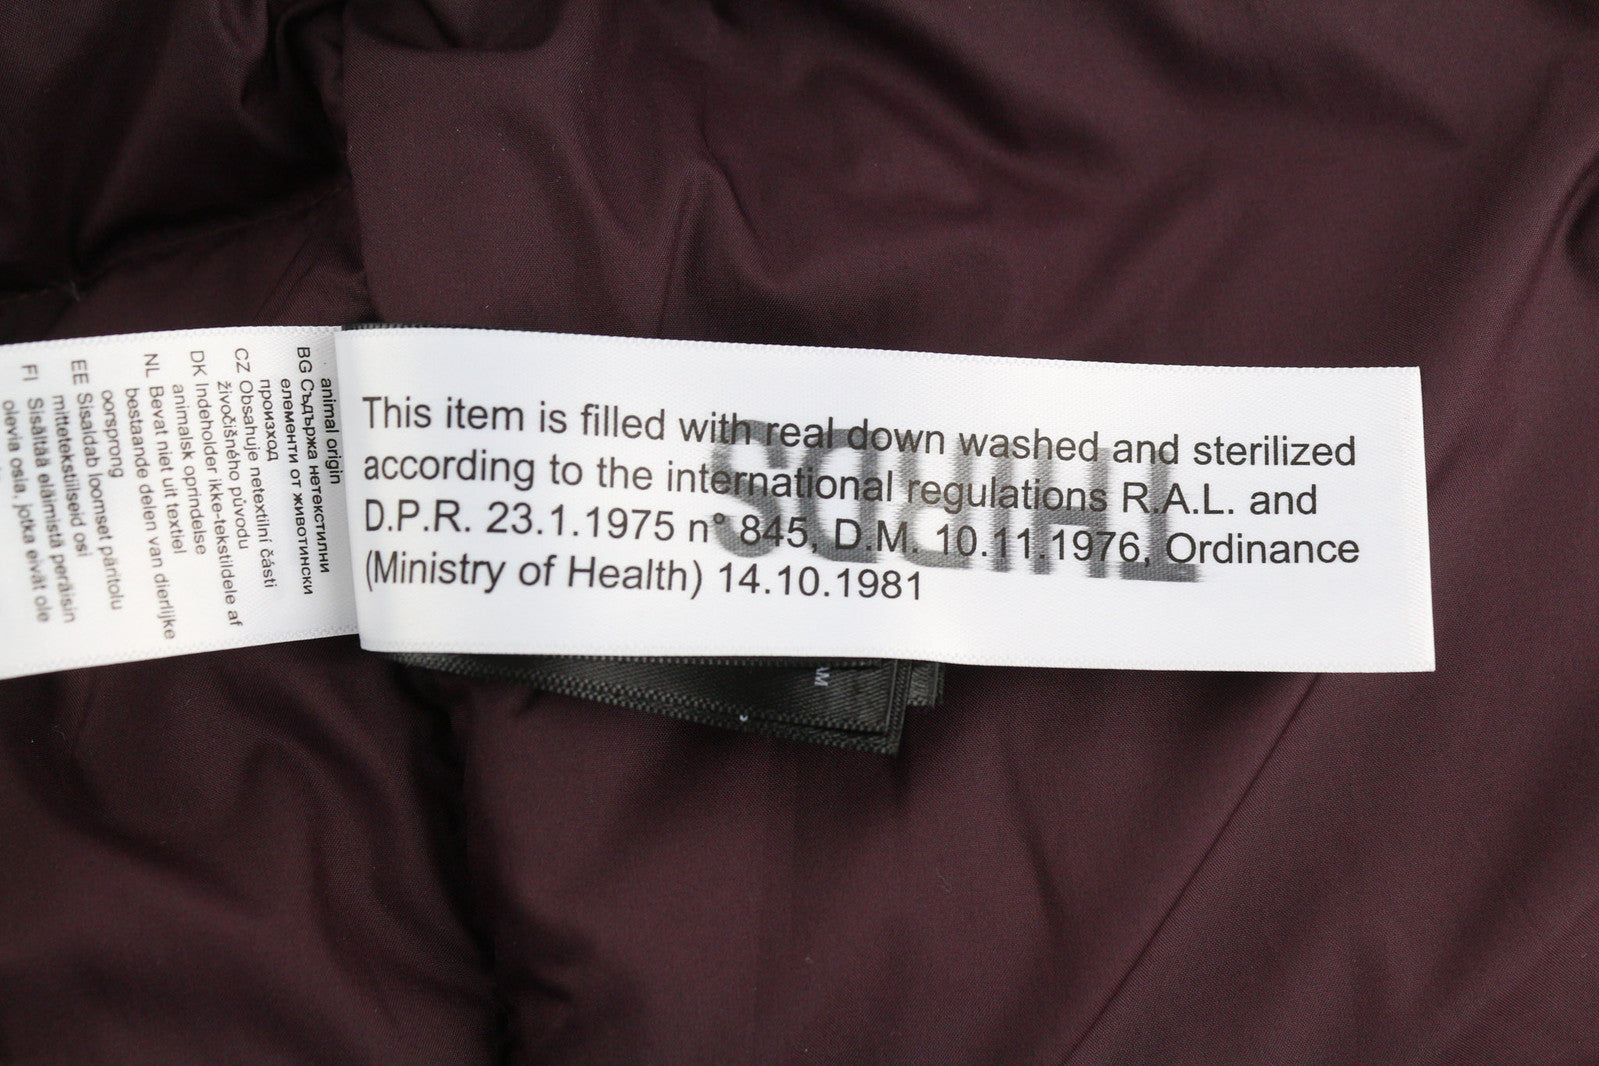 This item is filled with real down washed and sterilized
according to the international regulations R.A.L. and
D.P.R. 23.1.1975 n° 845, D.M. 10.11.1976, Ordinance
(Ministry of Health) 14.10.1981
animal origin
BG Съдържа нетекстилни
елементи от животински
произход
CZ Obsahuje netextilní části
živočišného původu
DK Indeholder ikke-tekstildele af
animalsk oprindelse
NL Bevat niet uit textiel
bestaande delen van dierlijke
oorsprong
EE Sisaldab loomset päritolu
mittetekstiilseid osi
FI Sisältää eläimistä peräisin
olevia osia, jotka eivät ole